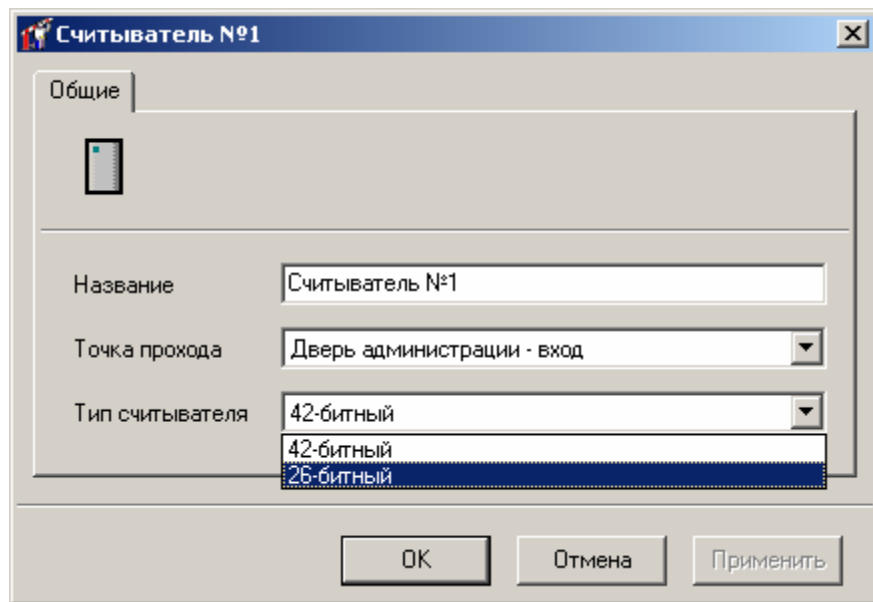 Считыватель №1
Общие
Название
Считыватель №1
Точка прохода
Дверь администрации - вход
Тип считывателя
42-битный
42-битный
26-битный
OK
Отмена
Применить